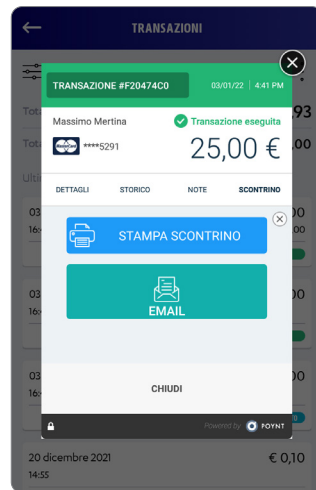 TRANSAZIONI
TRANSAZIONE #F20474C0 03/01/22 | 4:41 PM
Massimo Mertina Transazione eseguita
MasterCard ****5291 25,00 €
DETTAGLI STORICO NOTE SCONTRINO
STAMPA SCONTRINO
EMAIL
CHIUDI
Powered by POYNT
20 dicembre 2021 € 0,10
14:55